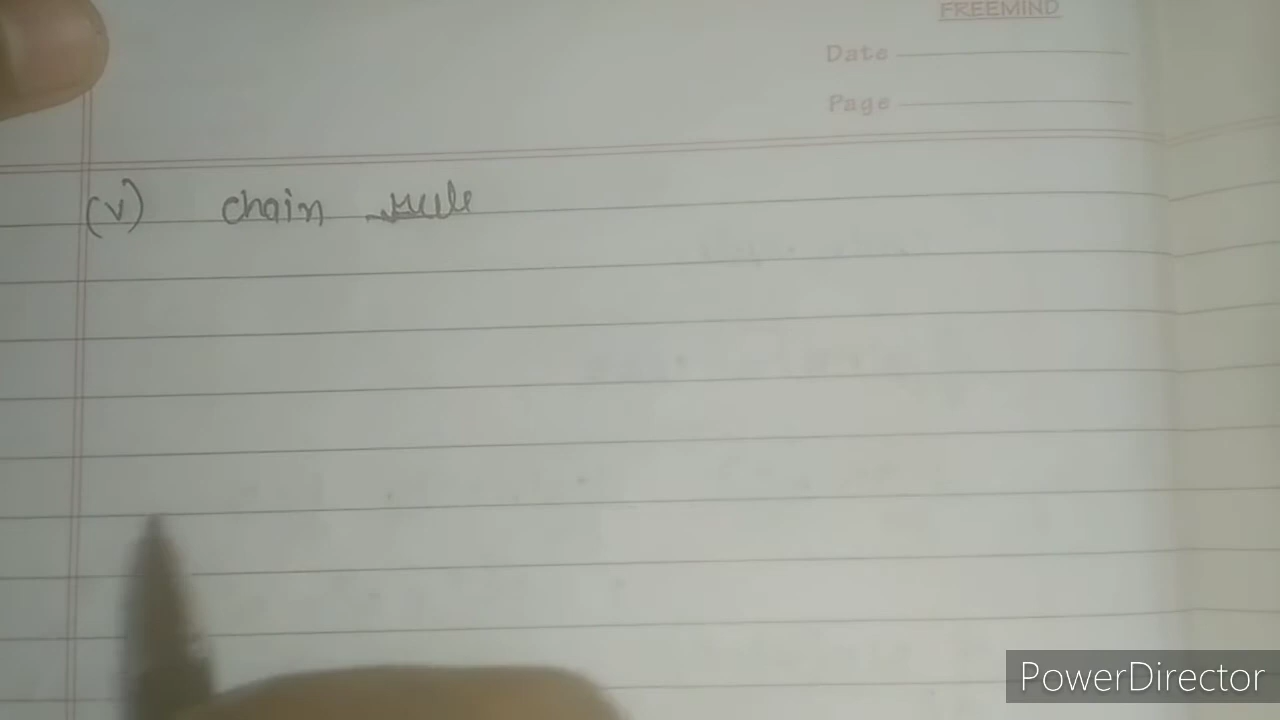 FREEMIND
Date
Page
(v) chain rule
PowerDirector